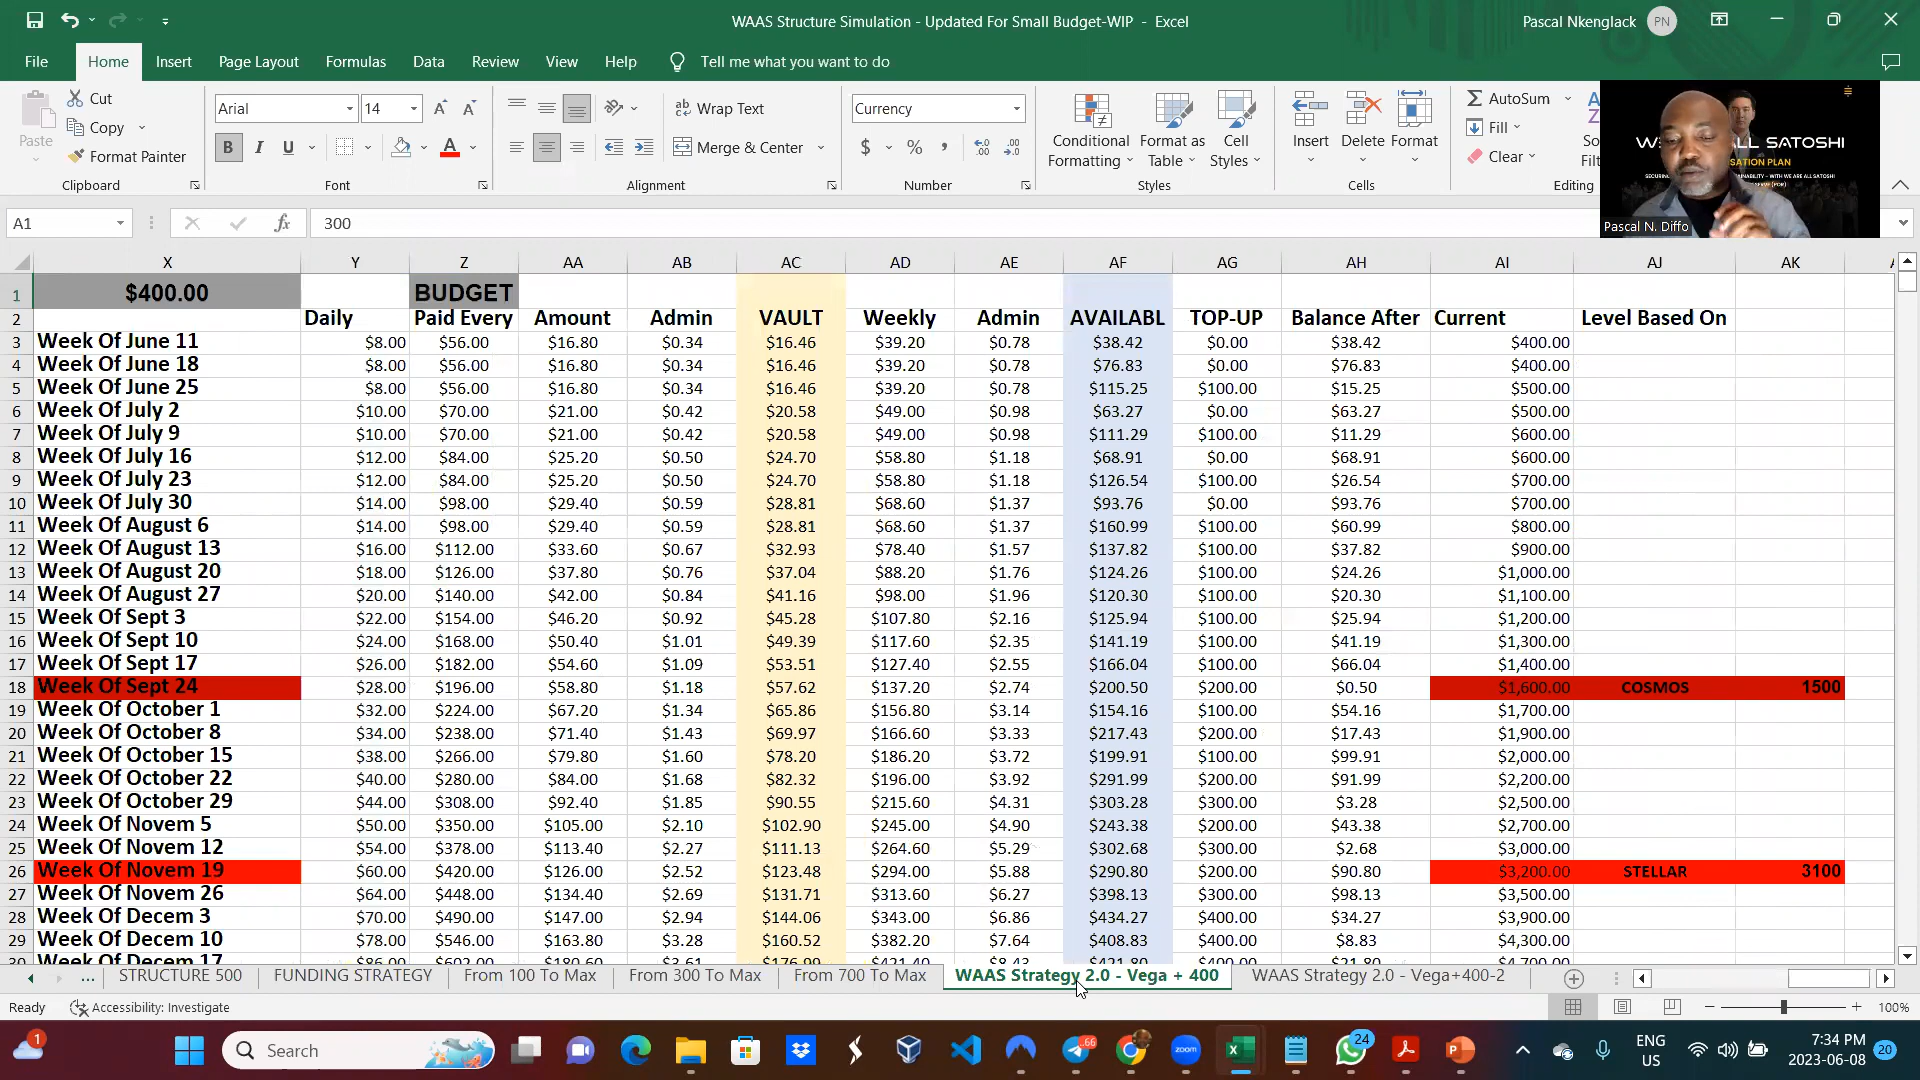 WAAS Structure Simulation - Updated For Small Budget-WIP - Excel
Pascal Nkenglack PN
File Home Insert Page Layout Formulas Data Review View Help Tell me what you want to do
Cut
Copy
Format Painter
Paste
Clipboard
Arial 14
B I U
Font
Wrap Text
Merge & Center
Alignment
Currency
$ % ,
Number
Conditional Formatting
Format as Table
Cell Styles
Styles
Insert Delete Format
Cells
AutoSum
Fill
Clear
Editing
ALL SATOSHI
SATION PLAN
Pascal N. Diffo
A1 fx 300
X Y Z AA AB AC AD AE AF AG AH AI AJ AK
1 $400.00 BUDGET
2 Daily Paid Every Amount Admin VAULT Weekly Admin AVAILABL TOP-UP Balance After Current Level Based On
3 Week Of June 11 $8.00 $56.00 $16.80 $0.34 $16.46 $39.20 $0.78 $38.42 $0.00 $38.42 $400.00
4 Week Of June 18 $8.00 $56.00 $16.80 $0.34 $16.46 $39.20 $0.78 $76.83 $0.00 $76.83 $400.00
5 Week Of June 25 $8.00 $56.00 $16.80 $0.34 $16.46 $39.20 $0.78 $115.25 $100.00 $15.25 $500.00
6 Week Of July 2 $10.00 $70.00 $21.00 $0.42 $20.58 $49.00 $0.98 $63.27 $0.00 $63.27 $500.00
7 Week Of July 9 $10.00 $70.00 $21.00 $0.42 $20.58 $49.00 $0.98 $111.29 $100.00 $11.29 $600.00
8 Week Of July 16 $12.00 $84.00 $25.20 $0.50 $24.70 $58.80 $1.18 $68.91 $0.00 $68.91 $600.00
9 Week Of July 23 $12.00 $84.00 $25.20 $0.50 $24.70 $58.80 $1.18 $126.54 $100.00 $26.54 $700.00
10 Week Of July 30 $14.00 $98.00 $29.40 $0.59 $28.81 $68.60 $1.37 $93.76 $0.00 $93.76 $700.00
11 Week Of August 6 $14.00 $98.00 $29.40 $0.59 $28.81 $68.60 $1.37 $160.99 $100.00 $60.99 $800.00
12 Week Of August 13 $16.00 $112.00 $33.60 $0.67 $32.93 $78.40 $1.57 $137.82 $100.00 $37.82 $900.00
13 Week Of August 20 $18.00 $126.00 $37.80 $0.76 $37.04 $88.20 $1.76 $124.26 $100.00 $24.26 $1,000.00
14 Week Of August 27 $20.00 $140.00 $42.00 $0.84 $41.16 $98.00 $1.96 $120.30 $100.00 $20.30 $1,100.00
15 Week Of Sept 3 $22.00 $154.00 $46.20 $0.92 $45.28 $107.80 $2.16 $125.94 $100.00 $25.94 $1,200.00
16 Week Of Sept 10 $24.00 $168.00 $50.40 $1.01 $49.39 $117.60 $2.35 $141.19 $100.00 $41.19 $1,300.00
17 Week Of Sept 17 $26.00 $182.00 $54.60 $1.09 $53.51 $127.40 $2.55 $166.04 $100.00 $66.04 $1,400.00
18 Week Of Sept 24 $28.00 $196.00 $58.80 $1.18 $57.62 $137.20 $2.74 $200.50 $200.00 $0.50 $1,600.00 COSMOS 1500
19 Week Of October 1 $32.00 $224.00 $67.20 $1.34 $65.86 $156.80 $3.14 $154.16 $100.00 $54.16 $1,700.00
20 Week Of October 8 $34.00 $238.00 $71.40 $1.43 $69.97 $166.60 $3.33 $217.43 $200.00 $17.43 $1,900.00
21 Week Of October 15 $38.00 $266.00 $79.80 $1.60 $78.20 $186.20 $3.72 $199.91 $100.00 $99.91 $2,000.00
22 Week Of October 22 $40.00 $280.00 $84.00 $1.68 $82.32 $196.00 $3.92 $291.99 $200.00 $91.99 $2,200.00
23 Week Of October 29 $44.00 $308.00 $92.40 $1.85 $90.55 $215.60 $4.31 $303.28 $300.00 $3.28 $2,500.00
24 Week Of Novem 5 $50.00 $350.00 $105.00 $2.10 $102.90 $245.00 $4.90 $243.38 $200.00 $43.38 $2,700.00
25 Week Of Novem 12 $54.00 $378.00 $113.40 $2.27 $111.13 $264.60 $5.29 $302.68 $300.00 $2.68 $3,000.00
26 Week Of Novem 19 $60.00 $420.00 $126.00 $2.52 $123.48 $294.00 $5.88 $290.80 $200.00 $90.80 $3,200.00 STELLAR 3100
27 Week Of Novem 26 $64.00 $448.00 $134.40 $2.69 $131.71 $313.60 $6.27 $398.13 $300.00 $98.13 $3,500.00
28 Week Of Decem 3 $70.00 $490.00 $147.00 $2.94 $144.06 $343.00 $6.86 $434.27 $400.00 $34.27 $3,900.00
29 Week Of Decem 10 $78.00 $546.00 $163.80 $3.28 $160.52 $382.20 $7.64 $408.83 $400.00 $8.83 $4,300.00
... STRUCTURE 500 FUNDING STRATEGY From 100 To Max From 300 To Max From 700 To Max WAAS Strategy 2.0 - Vega + 400 WAAS Strategy 2.0 - Vega+400-2
Ready Accessibility: Investigate 100%
1 Search 66 zoom 24 ENG US 7:34 PM 2023-06-08 20